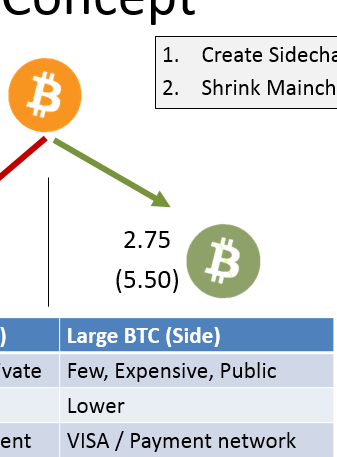 Concept
1. Create Sidecha
2. Shrink Mainch
2.75
(5.50)
) Large BTC (Side)
vate Few, Expensive, Public
Lower
ent VISA / Payment network